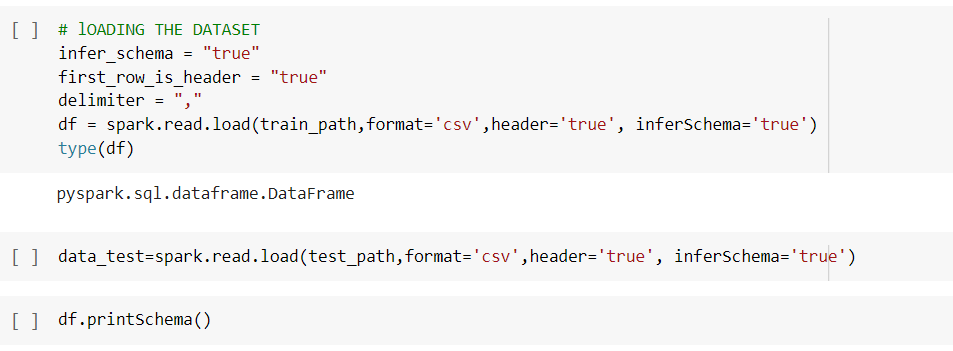 [ ] # lOADING THE DATASET
infer_schema = "true"
first_row_is_header = "true"
delimiter = ","
df = spark.read.load(train_path,format='csv',header='true', inferSchema='true')
type(df)
pyspark.sql.dataframe.DataFrame
[ ] data_test=spark.read.load(test_path,format='csv',header='true', inferSchema='true')
[ ] df.printSchema()